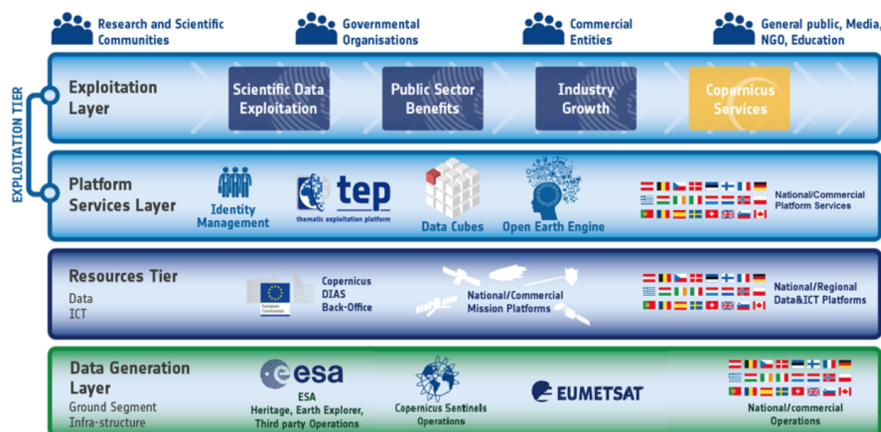 Research and Scientific
Communities
Governmental
Organisations
Commercial
Entities
General public, Media,
NGO, Education
EXPLOITATION TIER
Exploitation
Layer
Scientific Data
Exploitation
Public Sector
Benefits
Industry
Growth
Copernicus
Services
Platform
Services Layer
Identity
Management
tep
thematic exploitation platform
Data Cubes
Open Earth Engine
National/Commercial
Platform Services
Resources Tier
Data
ICT
European
Commission
Copernicus
DIAS
Back-Office
National/Commercial
Mission Platforms
National/Regional
Data&ICT Platforms
Data Generation
Layer
Ground Segment
Infra-structure
esa
ESA
Heritage, Earth Explorer,
Third party Operations
Copernicus Sentinels
Operations
EUMETSAT
National/commercial
Operations